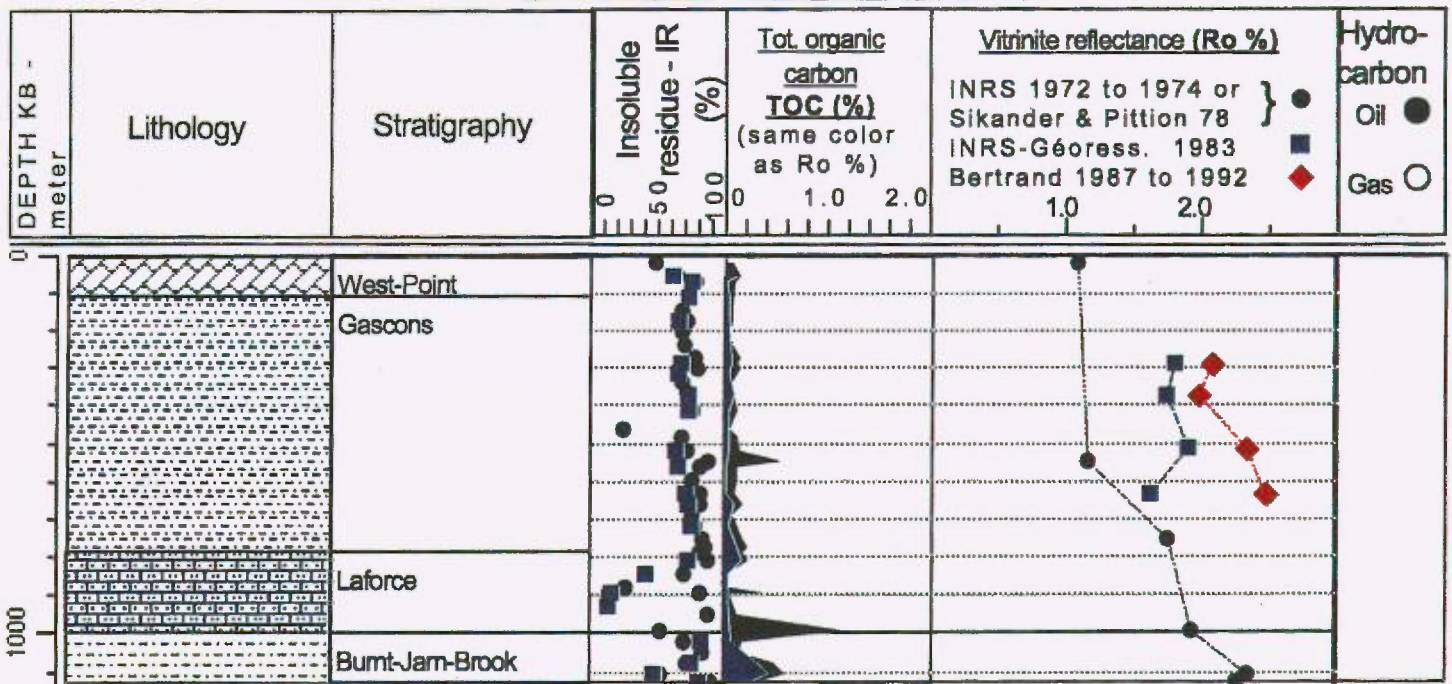 DEPTH KB -
meter
Lithology
Stratigraphy
Insoluble
residue - IR
(%)
0 50 100
Tot. organic
carbon
TOC (%)
(same color
as Ro %)
0 1.0 2.0
Vitrinite reflectance (Ro %)
INRS 1972 to 1974 or
Sikander & Pittion 78
}
INRS-Géoress. 1983
Bertrand 1987 to 1992
1.0 2.0
Hydro-
carbon
Oil
Gas
0
West-Point
Gascons
Laforce
1000
Burnt-Jam-Brook